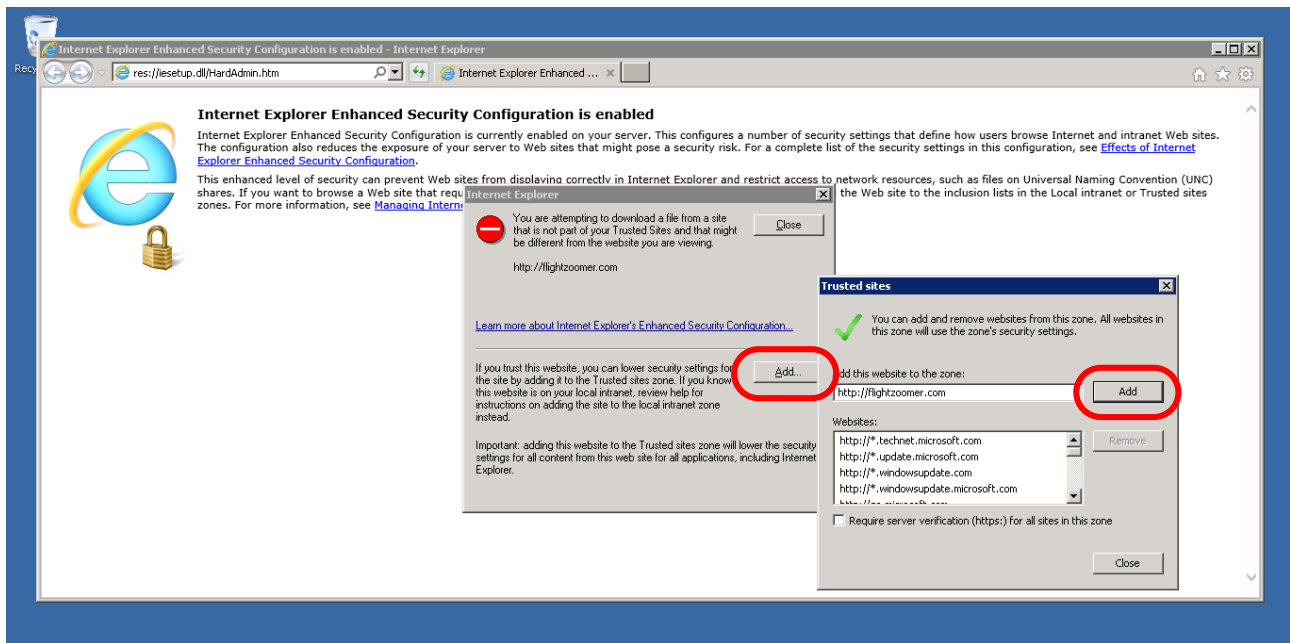 Recy
Internet Explorer Enhanced Security Configuration is enabled - Internet Explorer
res://iesetup.dll/HardAdmin.htm
Internet Explorer Enhanced ...
Internet Explorer Enhanced Security Configuration is enabled
Internet Explorer Enhanced Security Configuration is currently enabled on your server. This configures a number of security settings that define how users browse Internet and intranet Web sites.
The configuration also reduces the exposure of your server to Web sites that might pose a security risk. For a complete list of the security settings in this configuration, see Effects of Internet
Explorer Enhanced Security Configuration.
This enhanced level of security can prevent Web sites from displaying correctly in Internet Explorer and restrict access to network resources, such as files on Universal Naming Convention (UNC)
shares. If you want to browse a Web site that requ the Web site to the inclusion lists in the Local intranet or Trusted sites
zones. For more information, see Managing Intern
Internet Explorer
You are attempting to download a file from a site
that is not part of your Trusted Sites and that might
be different from the website you are viewing.
Close
http://flightzoomer.com
Learn more about Internet Explorer's Enhanced Security Configuration...
If you trust this website, you can lower security settings for
the site by adding it to the Trusted sites zone. If you know
this website is on your local intranet, review help for
instructions on adding the site to the local intranet zone
instead.
Add...
Important: adding this website to the Trusted sites zone will lower the security
settings for all content from this web site for all applications, including Internet
Explorer.
Trusted sites
You can add and remove websites from this zone. All websites in
this zone will use the zone's security settings.
Add this website to the zone:
http://flightzoomer.com
Add
Websites:
http://*.technet.microsoft.com
http://*.update.microsoft.com
http://*.windowsupdate.com
http://*.windowsupdate.microsoft.com
Remove
Require server verification (https:) for all sites in this zone
Close